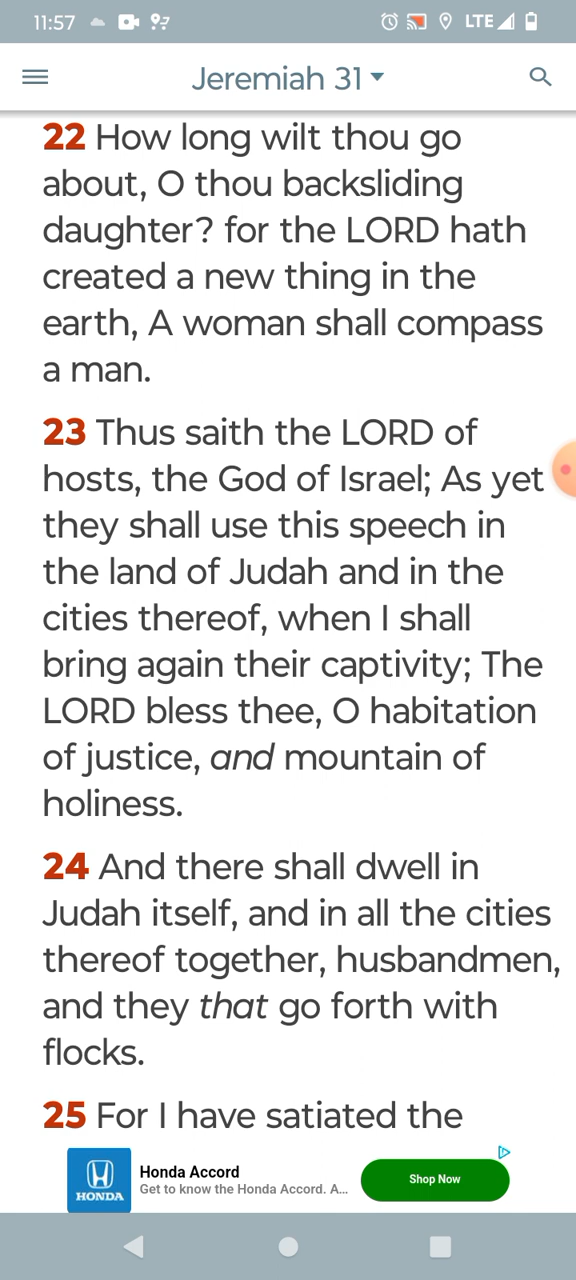 11:57
LTE
Jeremiah 31
22 How long wilt thou go
about, O thou backsliding
daughter? for the LORD hath
created a new thing in the
earth, A woman shall compass
a man.
23 Thus saith the LORD of
hosts, the God of Israel; As yet
they shall use this speech in
the land of Judah and in the
cities thereof, when I shall
bring again their captivity; The
LORD bless thee, O habitation
of justice, and mountain of
holiness.
24 And there shall dwell in
Judah itself, and in all the cities
thereof together, husbandmen,
and they that go forth with
flocks.
25 For I have satiated the
HONDA
Honda Accord
Get to know the Honda Accord. A...
Shop Now